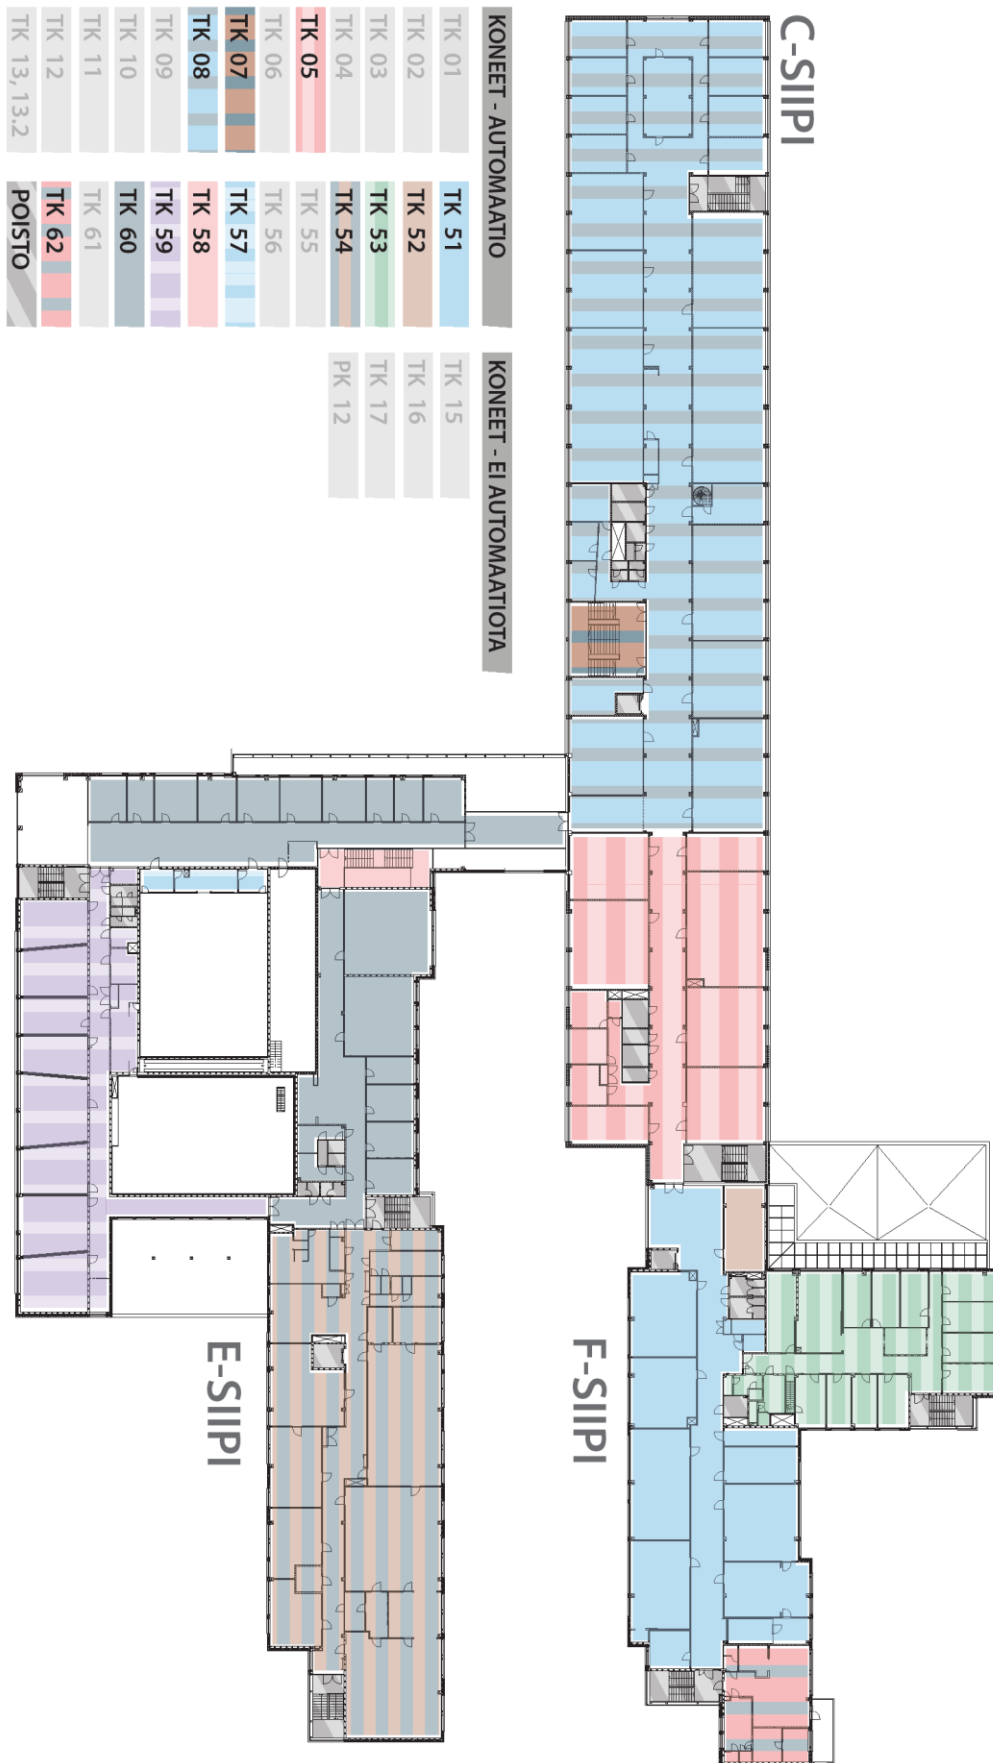 C-SIIPI
KONEET - AUTOMAATIO
TK 01
TK 02
TK 03
TK 04
TK 05
TK 06
TK 07
TK 08
TK 09
TK 10
TK 11
TK 12
TK 13, 13.2
TK 51
TK 52
TK 53
TK 54
TK 55
TK 56
TK 57
TK 58
TK 59
TK 60
TK 61
TK 62
POISTO
KONEET - EI AUTOMAATIOTA
TK 15
TK 16
TK 17
PK 12
F-SIIPI
E-SIIPI